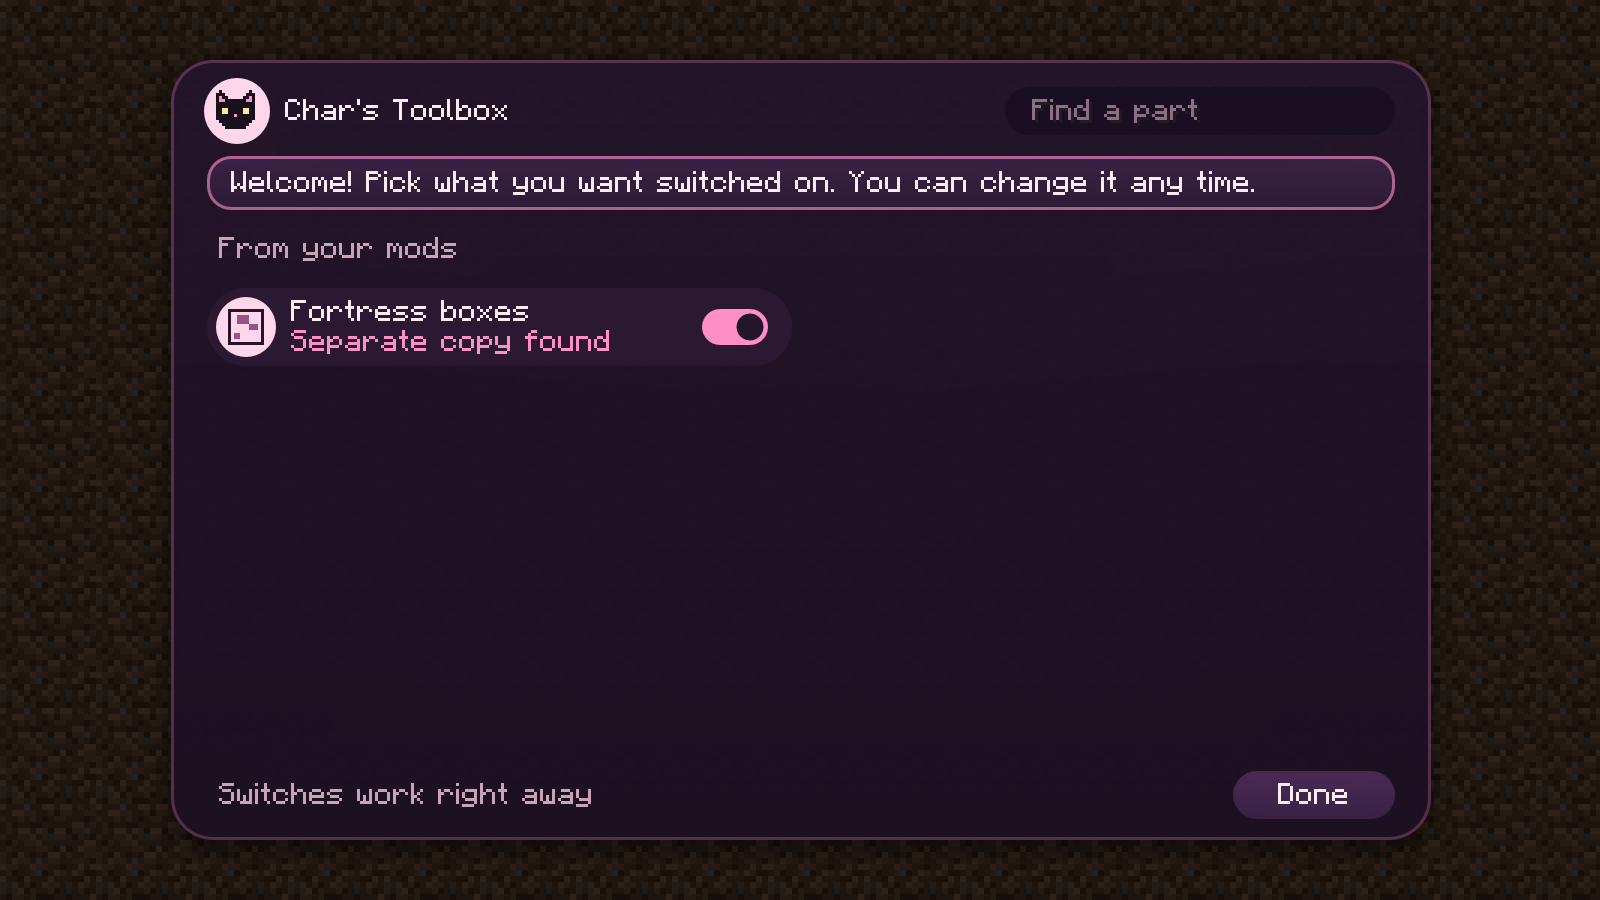 Char's Toolbox
Find a part
Welcome! Pick what you want switched on. You can change it any time.
From your mods
Fortress boxes
Separate copy found
Switches work right away
Done